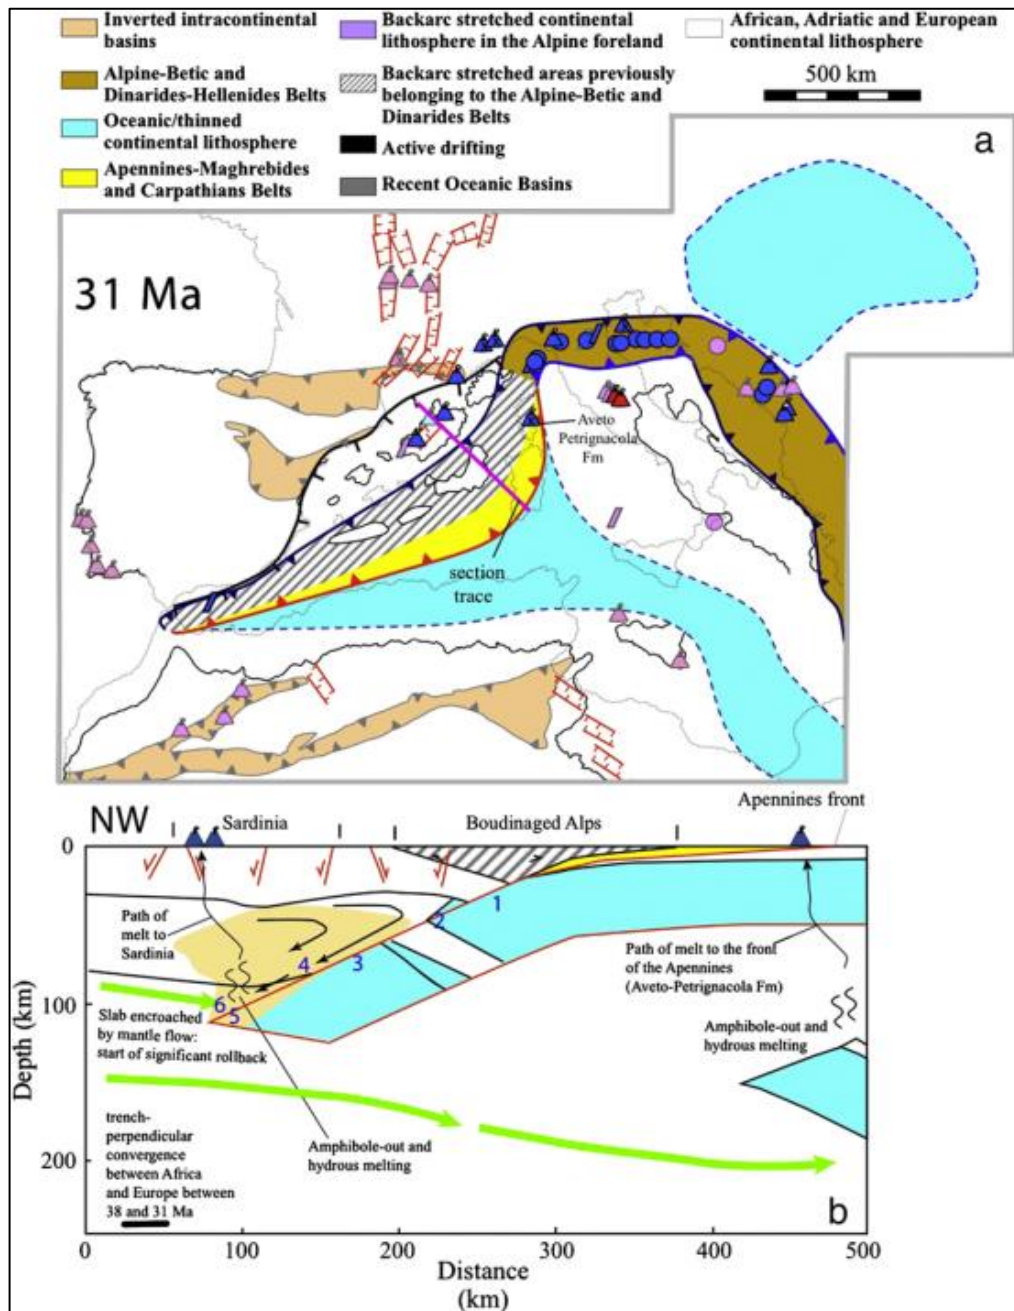 Inverted intracontinental
basins
Backarc stretched continental
lithosphere in the Alpine foreland
African, Adriatic and European
continental lithosphere
Alpine-Betic and
Dinarides-Hellenides Belts
Backarc stretched areas previously
belonging to the Alpine-Betic and
Dinarides Belts
500 km
Oceanic/thinned
continental lithosphere
Active drifting
Apennines-Maghrebides
and Carpathians Belts
Recent Oceanic Basins
a
31 Ma
Aveto
Petrignacola
Fm
section
trace
Apennines front
NW
Sardinia
Boudinaged Alps
0
100
200
Depth (km)
1
2
3
4
5
6
Path of
melt to
Sardinia
Path of melt to the front
of the Apennines
(Aveto-Petrignacola Fm)
Slab encroached
by mantle flow:
start of significant rollback
Amphibole-out and
hydrous melting
trench-
perpendicular
convergence
between Africa
and Europe between
38 and 31 Ma
Amphibole-out and
hydrous melting
b
0 100 200 300 400 500
Distance
(km)